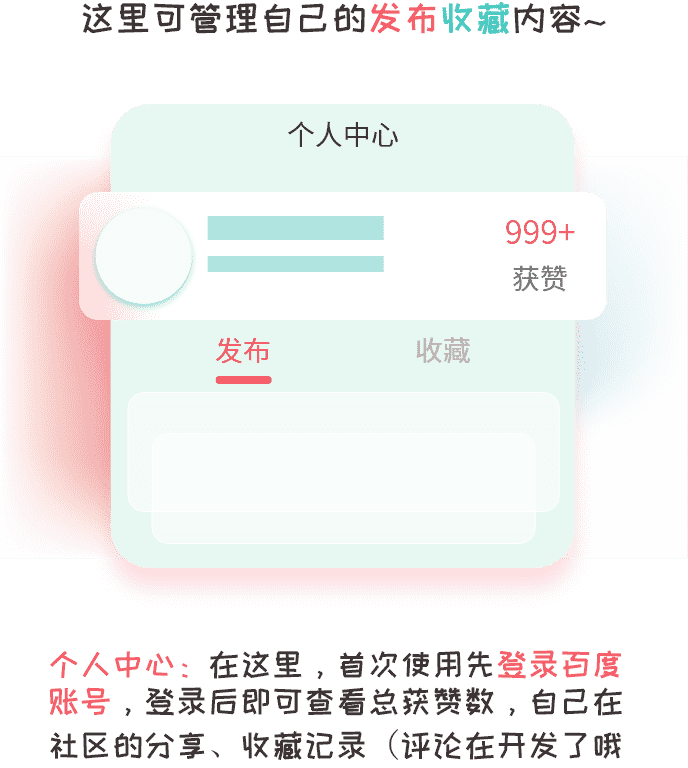 这里可管理自己的发布收藏内容~
个人中心
999+
获赞
发布 收藏
个人中心：在这里，首次使用先登录百度
账号，登录后即可查看总获赞数，自己在
社区的分享、收藏记录（评论在开发了哦